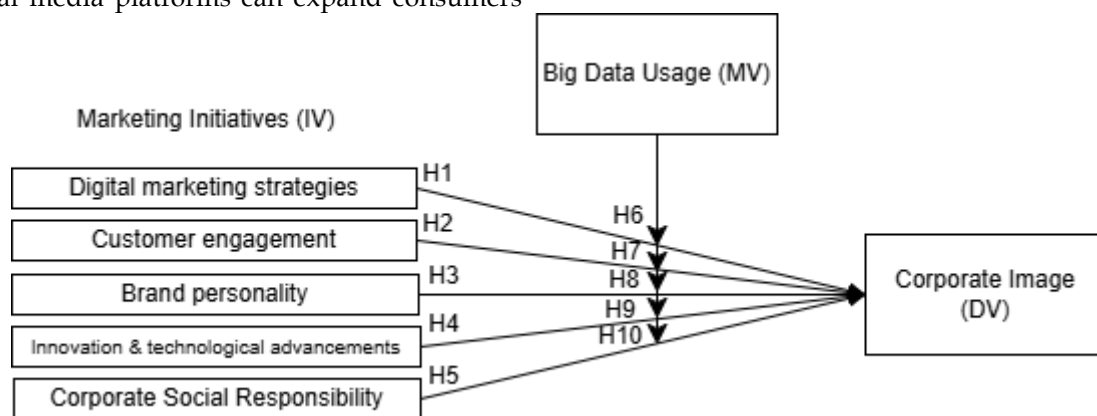 media platforms can expand consumers
Big Data Usage (MV)
Marketing Initiatives (IV)
Digital marketing strategies
H1
Customer engagement
H2
Brand personality
H3
Innovation & technological advancements
H4
Corporate Social Responsibility
H5
H6
H7
H8
H9
H10
Corporate Image
(DV)